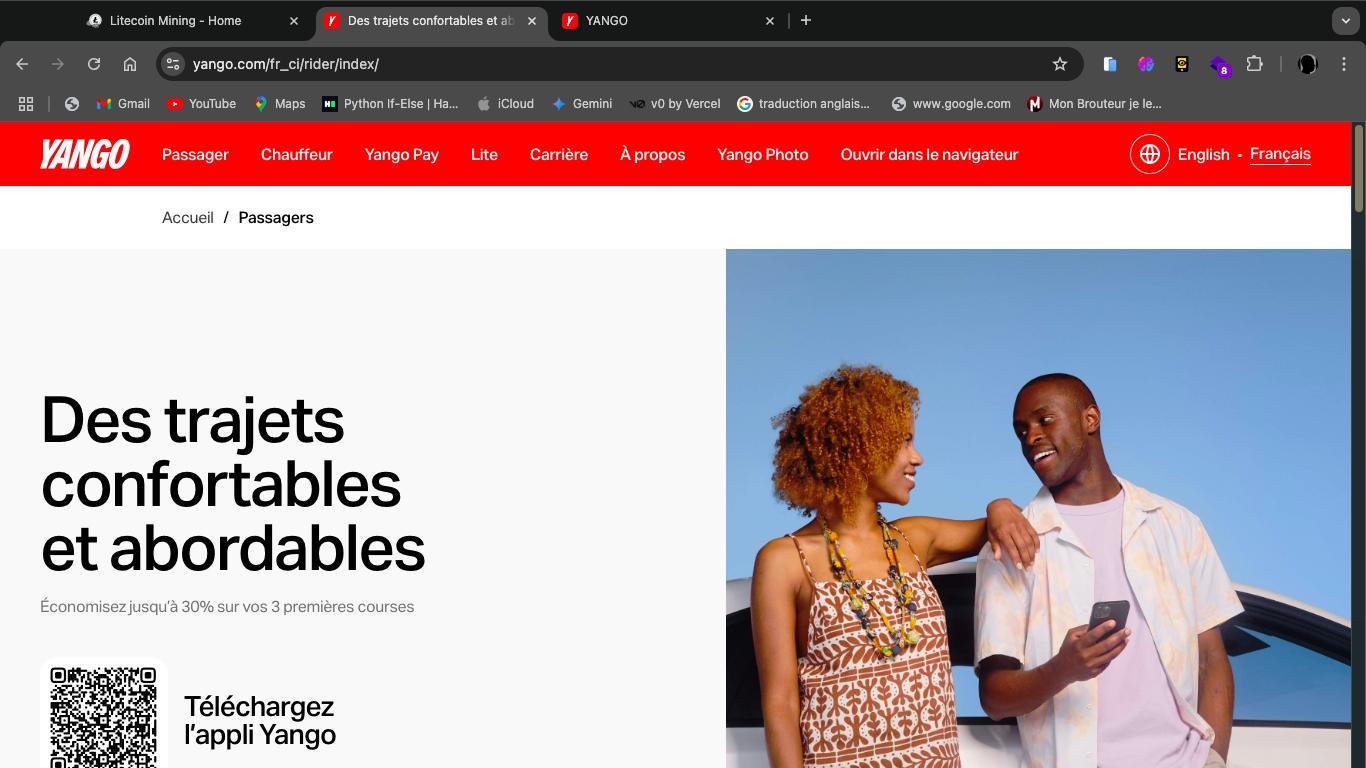 Litecoin Mining - Home
Des trajets confortables et ab
YANGO
yango.com/fr_ci/rider/index/
8
Gmail
YouTube
Maps
Python If-Else | Ha...
iCloud
Gemini
v0 by Vercel
traduction anglais...
www.google.com
Mon Brouteur je le...
YANGO
Passager
Chauffeur
Yango Pay
Lite
Carrière
À propos
Yango Photo
Ouvrir dans le navigateur
English • Français
Accueil / Passagers
Des trajets
confortables
et abordables
Économisez jusqu'à 30% sur vos 3 premières courses
Téléchargez
l'appli Yango